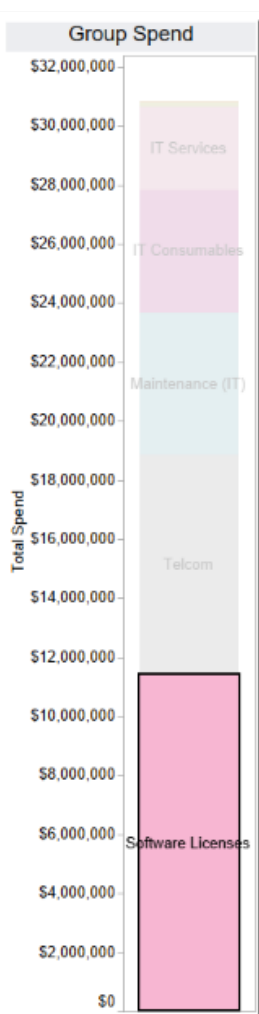 Group Spend
$32,000,000
$30,000,000
IT Services
$28,000,000
$26,000,000
IT Consumables
$24,000,000
$22,000,000
Maintenance (IT)
$20,000,000
$18,000,000
Total Spend
$16,000,000
Telcom
$14,000,000
$12,000,000
$10,000,000
$8,000,000
$6,000,000
Software Licenses
$4,000,000
$2,000,000
$0